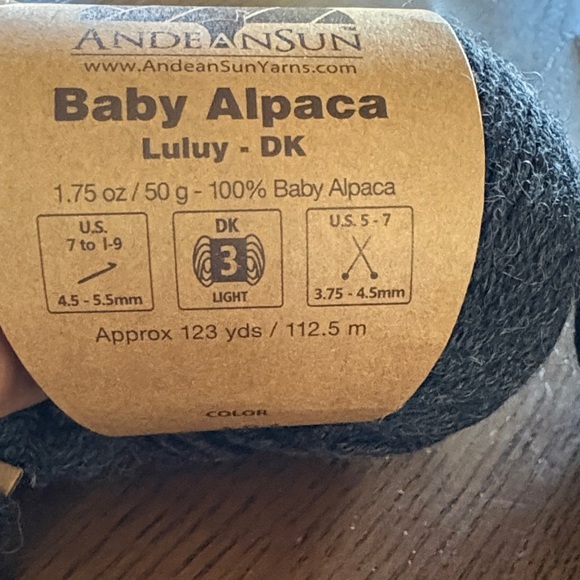 ANDEANSUN™
www.AndeanSunYarns.com
Baby Alpaca
Luluy - DK
1.75 oz / 50 g - 100% Baby Alpaca
U.S.
7 to I-9
4.5 - 5.5mm
DK
3
LIGHT
U.S. 5 - 7
3.75 - 4.5mm
Approx 123 yds / 112.5 m
COLOR